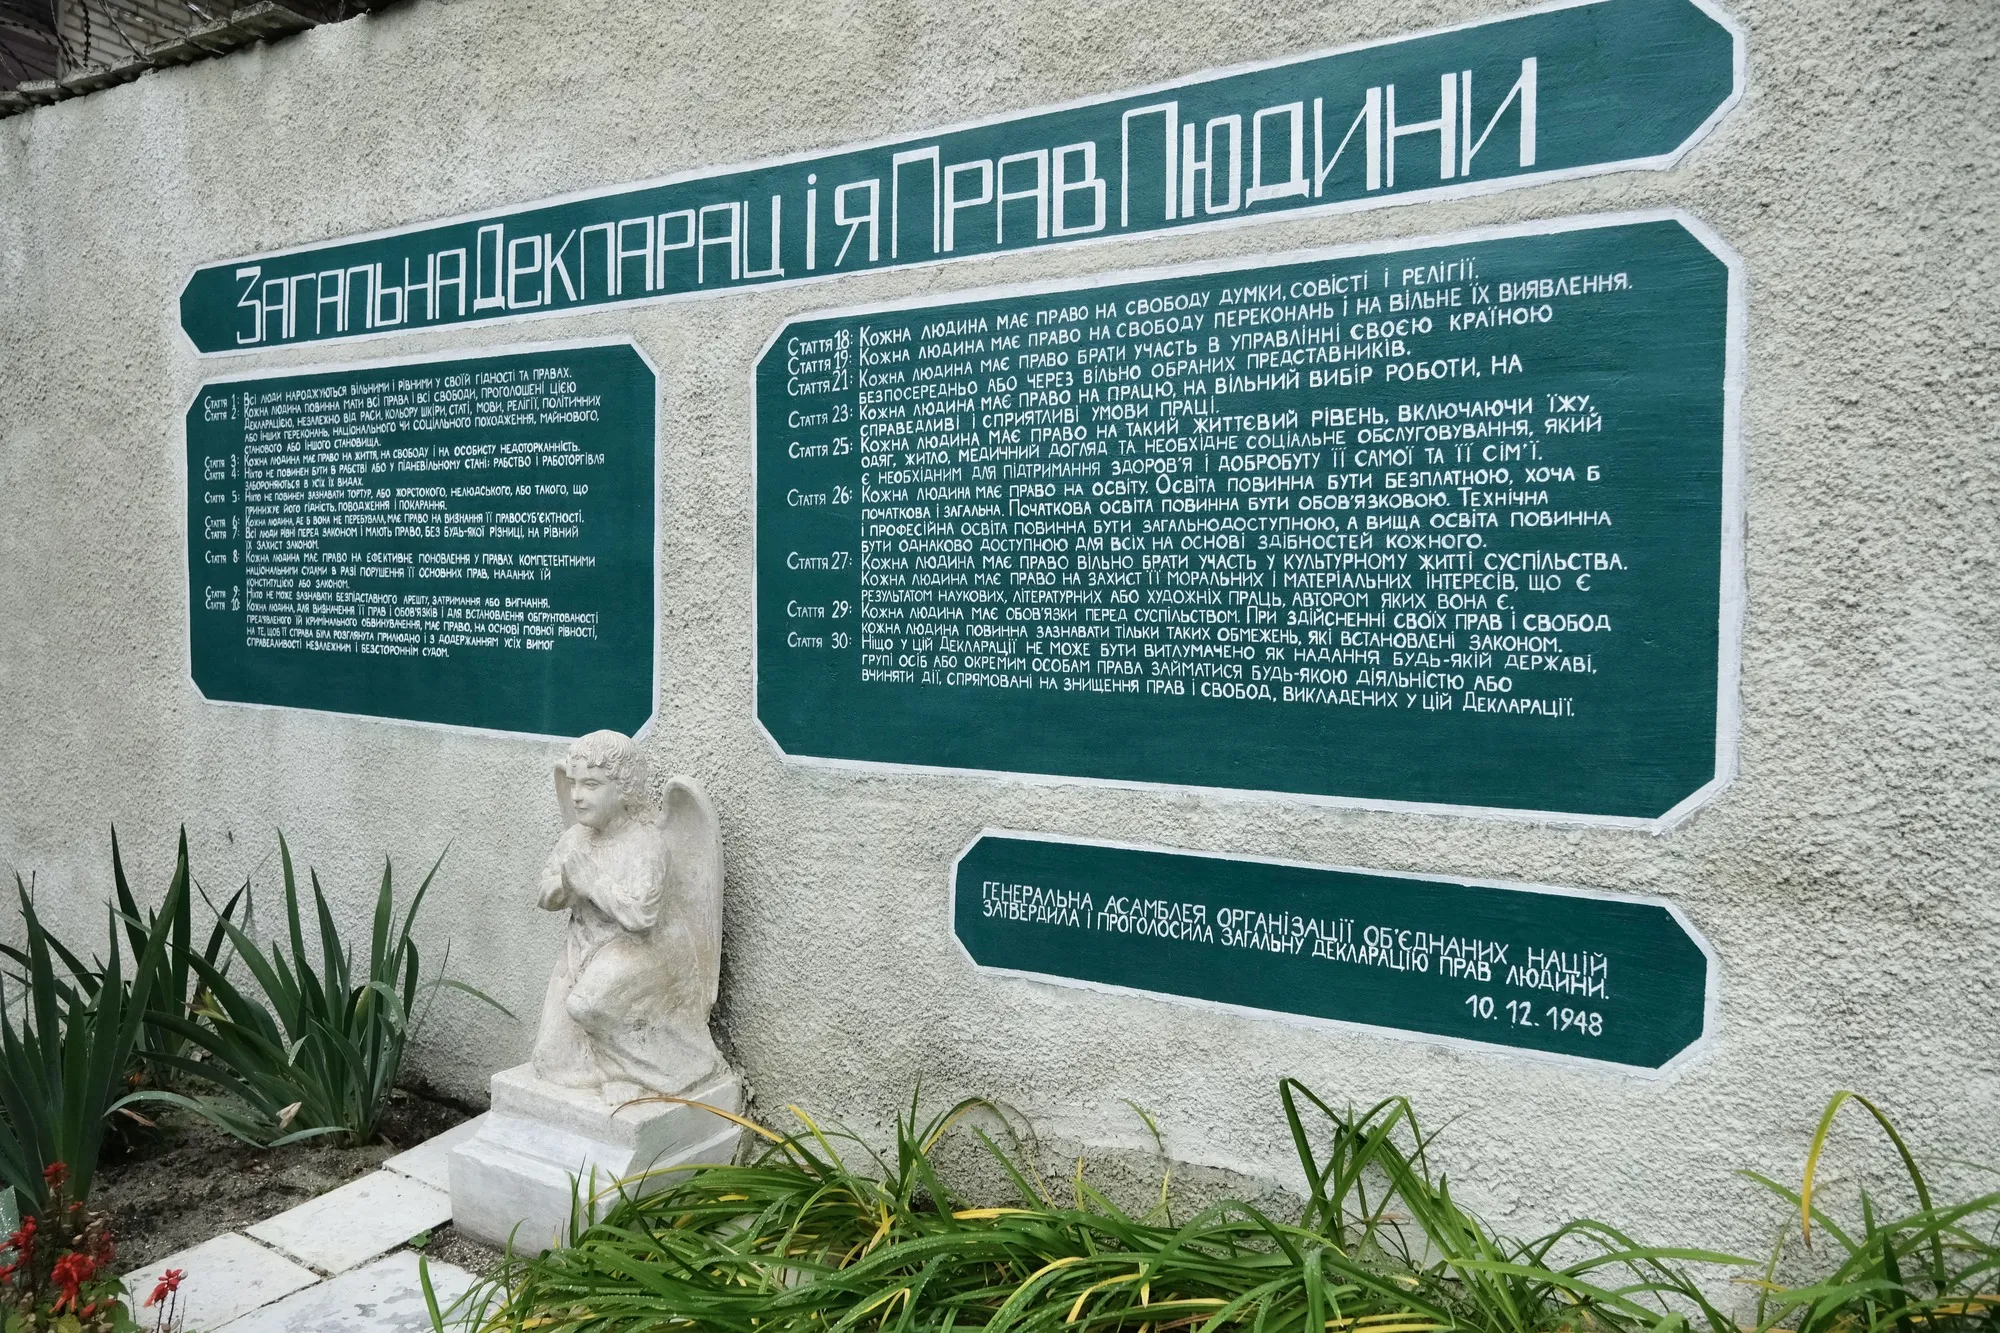 Загальна Декларація Прав Людини
Стаття 1: Всі люди народжуються вільними і рівними у своїй гідності та правах.
Стаття 2: Кожна людина повинна мати всі права і всі свободи, проголошені цією
Декларацією, незалежно від раси, кольору шкіри, статі, мови, релігії, політичних
або інших переконань, національного чи соціального походження, майнового,
станового або іншого становища.
Стаття 3: Кожна людина має право на життя, на свободу і на особисту недоторканність.
Стаття 4: Ніхто не повинен бути в рабстві або у підневільному стані; рабство і работоргівля
забороняються в усіх їх видах.
Стаття 5: Ніхто не повинен зазнавати тортур, або жорстокого, нелюдського, або такого, що
принижує його гідність, поводження і покарання.
Стаття 6: Кожна людина, де б вона не перебувала, має право на визнання її правосуб'єктності.
Стаття 7: Всі люди рівні перед законом і мають право, без будь-якої різниці, на рівний
їх захист законом.
Стаття 8: Кожна людина має право на ефективне поновлення у правах компетентними
національними судами в разі порушення її основних прав, наданих їй
конституцією або законом.
Стаття 9: Ніхто не може зазнавати безпідставного арешту, затримання або вигнання.
Стаття 10: Кожна людина, для визначення її прав і обов'язків і для встановлення обґрунтованості
пред'явленого їй кримінального обвинувачення, має право, на основі повної рівності,
на те, щоб її справа була розглянута прилюдно і з додержанням усіх вимог
справедливості незалежним і безстороннім судом.
Стаття 18: Кожна людина має право на свободу думки, совісті і релігії.
Стаття 19: Кожна людина має право на свободу переконань і на вільне їх виявлення.
Стаття 21: Кожна людина має право брати участь в управлінні своєю країною
безпосередньо або через вільно обраних представників.
Стаття 23: Кожна людина має право на працю, на вільний вибір роботи, на
справедливі і сприятливі умови праці.
Стаття 25: Кожна людина має право на такий життєвий рівень, включаючи їжу,
одяг, житло, медичний догляд та необхідне соціальне обслуговування, який
є необхідним для підтримання здоров'я і добробуту її самої та її сім'ї.
Стаття 26: Кожна людина має право на освіту. Освіта повинна бути безплатною, хоча б
початкова і загальна. Початкова освіта повинна бути обов'язковою. Технічна
і професійна освіта повинна бути загальнодоступною, а вища освіта повинна
бути однаково доступною для всіх на основі здібностей кожного.
Стаття 27: Кожна людина має право вільно брати участь у культурному житті суспільства.
Кожна людина має право на захист її моральних і матеріальних інтересів, що є
результатом наукових, літературних або художніх праць, автором яких вона є.
Стаття 29: Кожна людина має обов'язки перед суспільством. При здійсненні своїх прав і свобод
кожна людина повинна зазнавати тільки таких обмежень, які встановлені законом.
Стаття 30: Ніщо у цій Декларації не може бути витлумачено як надання будь-якій державі,
групі осіб або окремим особам права займатися будь-якою діяльністю або
вчиняти дії, спрямовані на знищення прав і свобод, викладених у цій Декларації.
Генеральна Асамблея Організації Об'єднаних Націй
затвердила і проголосила Загальну Декларацію Прав Людини.
10.12.1948